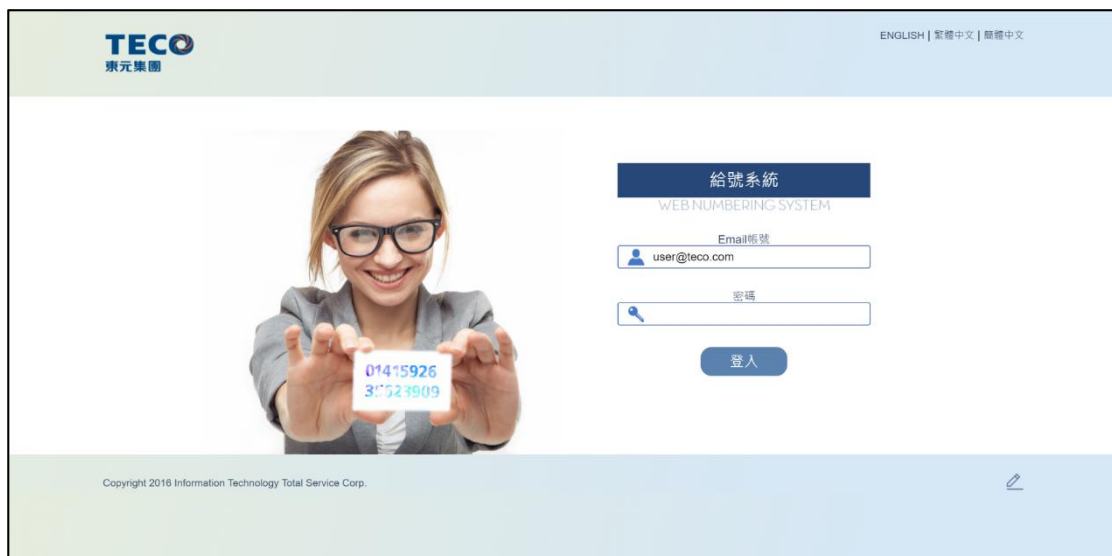 TECO
東元集團
ENGLISH | 繁體中文 | 簡體中文
給號系統
WEB NUMBERING SYSTEM
Email帳號
user@teco.com
密碼
登入
01415926
35623909
Copyright 2016 Information Technology Total Service Corp.